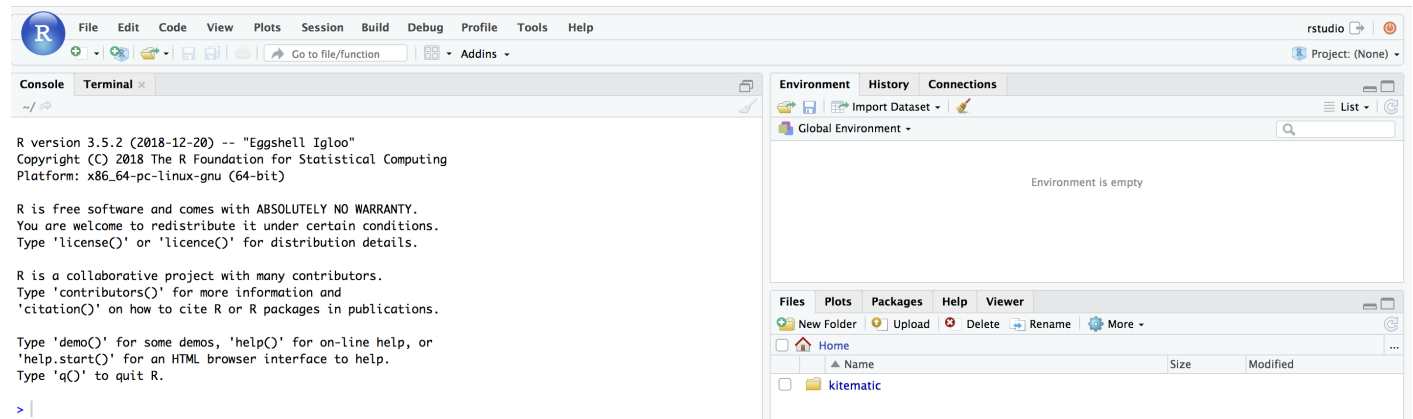 R File Edit Code View Plots Session Build Debug Profile Tools Help rstudio
R Go to file/function Addins R Project: (None)
Console Terminal ×
~/
R version 3.5.2 (2018-12-20) -- "Eggshell Igloo"
Copyright (C) 2018 The R Foundation for Statistical Computing
Platform: x86_64-pc-linux-gnu (64-bit)
R is free software and comes with ABSOLUTELY NO WARRANTY.
You are welcome to redistribute it under certain conditions.
Type 'license()' or 'licence()' for distribution details.
R is a collaborative project with many contributors.
Type 'contributors()' for more information and
'citation()' on how to cite R or R packages in publications.
Type 'demo()' for some demos, 'help()' for on-line help, or
'help.start()' for an HTML browser interface to help.
Type 'q()' to quit R.
>
Environment History Connections
Import Dataset List
Global Environment
Environment is empty
Files Plots Packages Help Viewer
New Folder Upload Delete Rename More
Home ...
Name Size Modified
kitematic